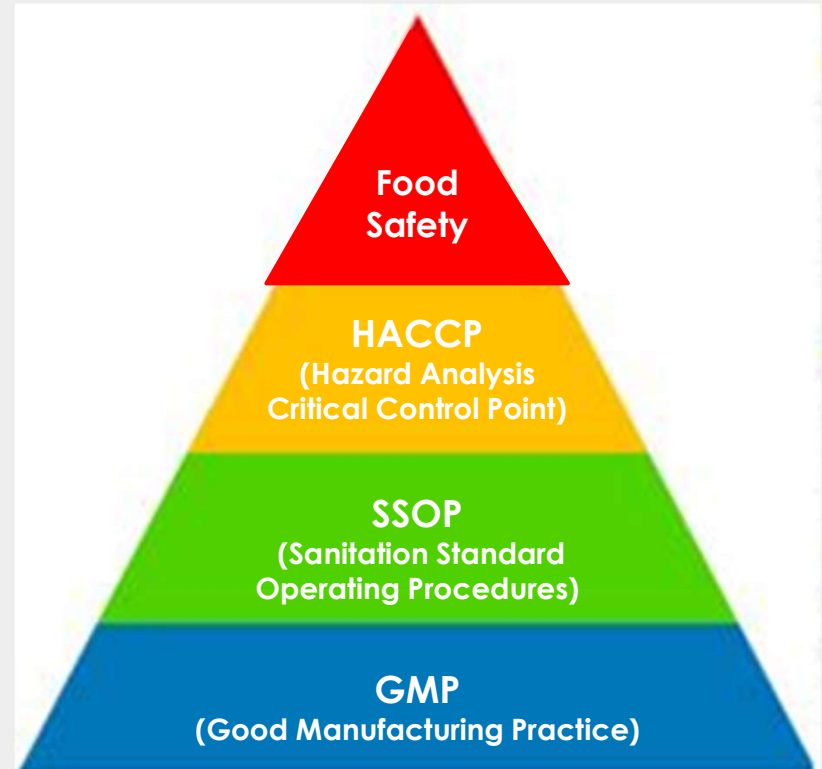 Food
Safety
HACCP
(Hazard Analysis
Critical Control Point)
SSOP
(Sanitation Standard
Operating Procedures)
GMP
(Good Manufacturing Practice)